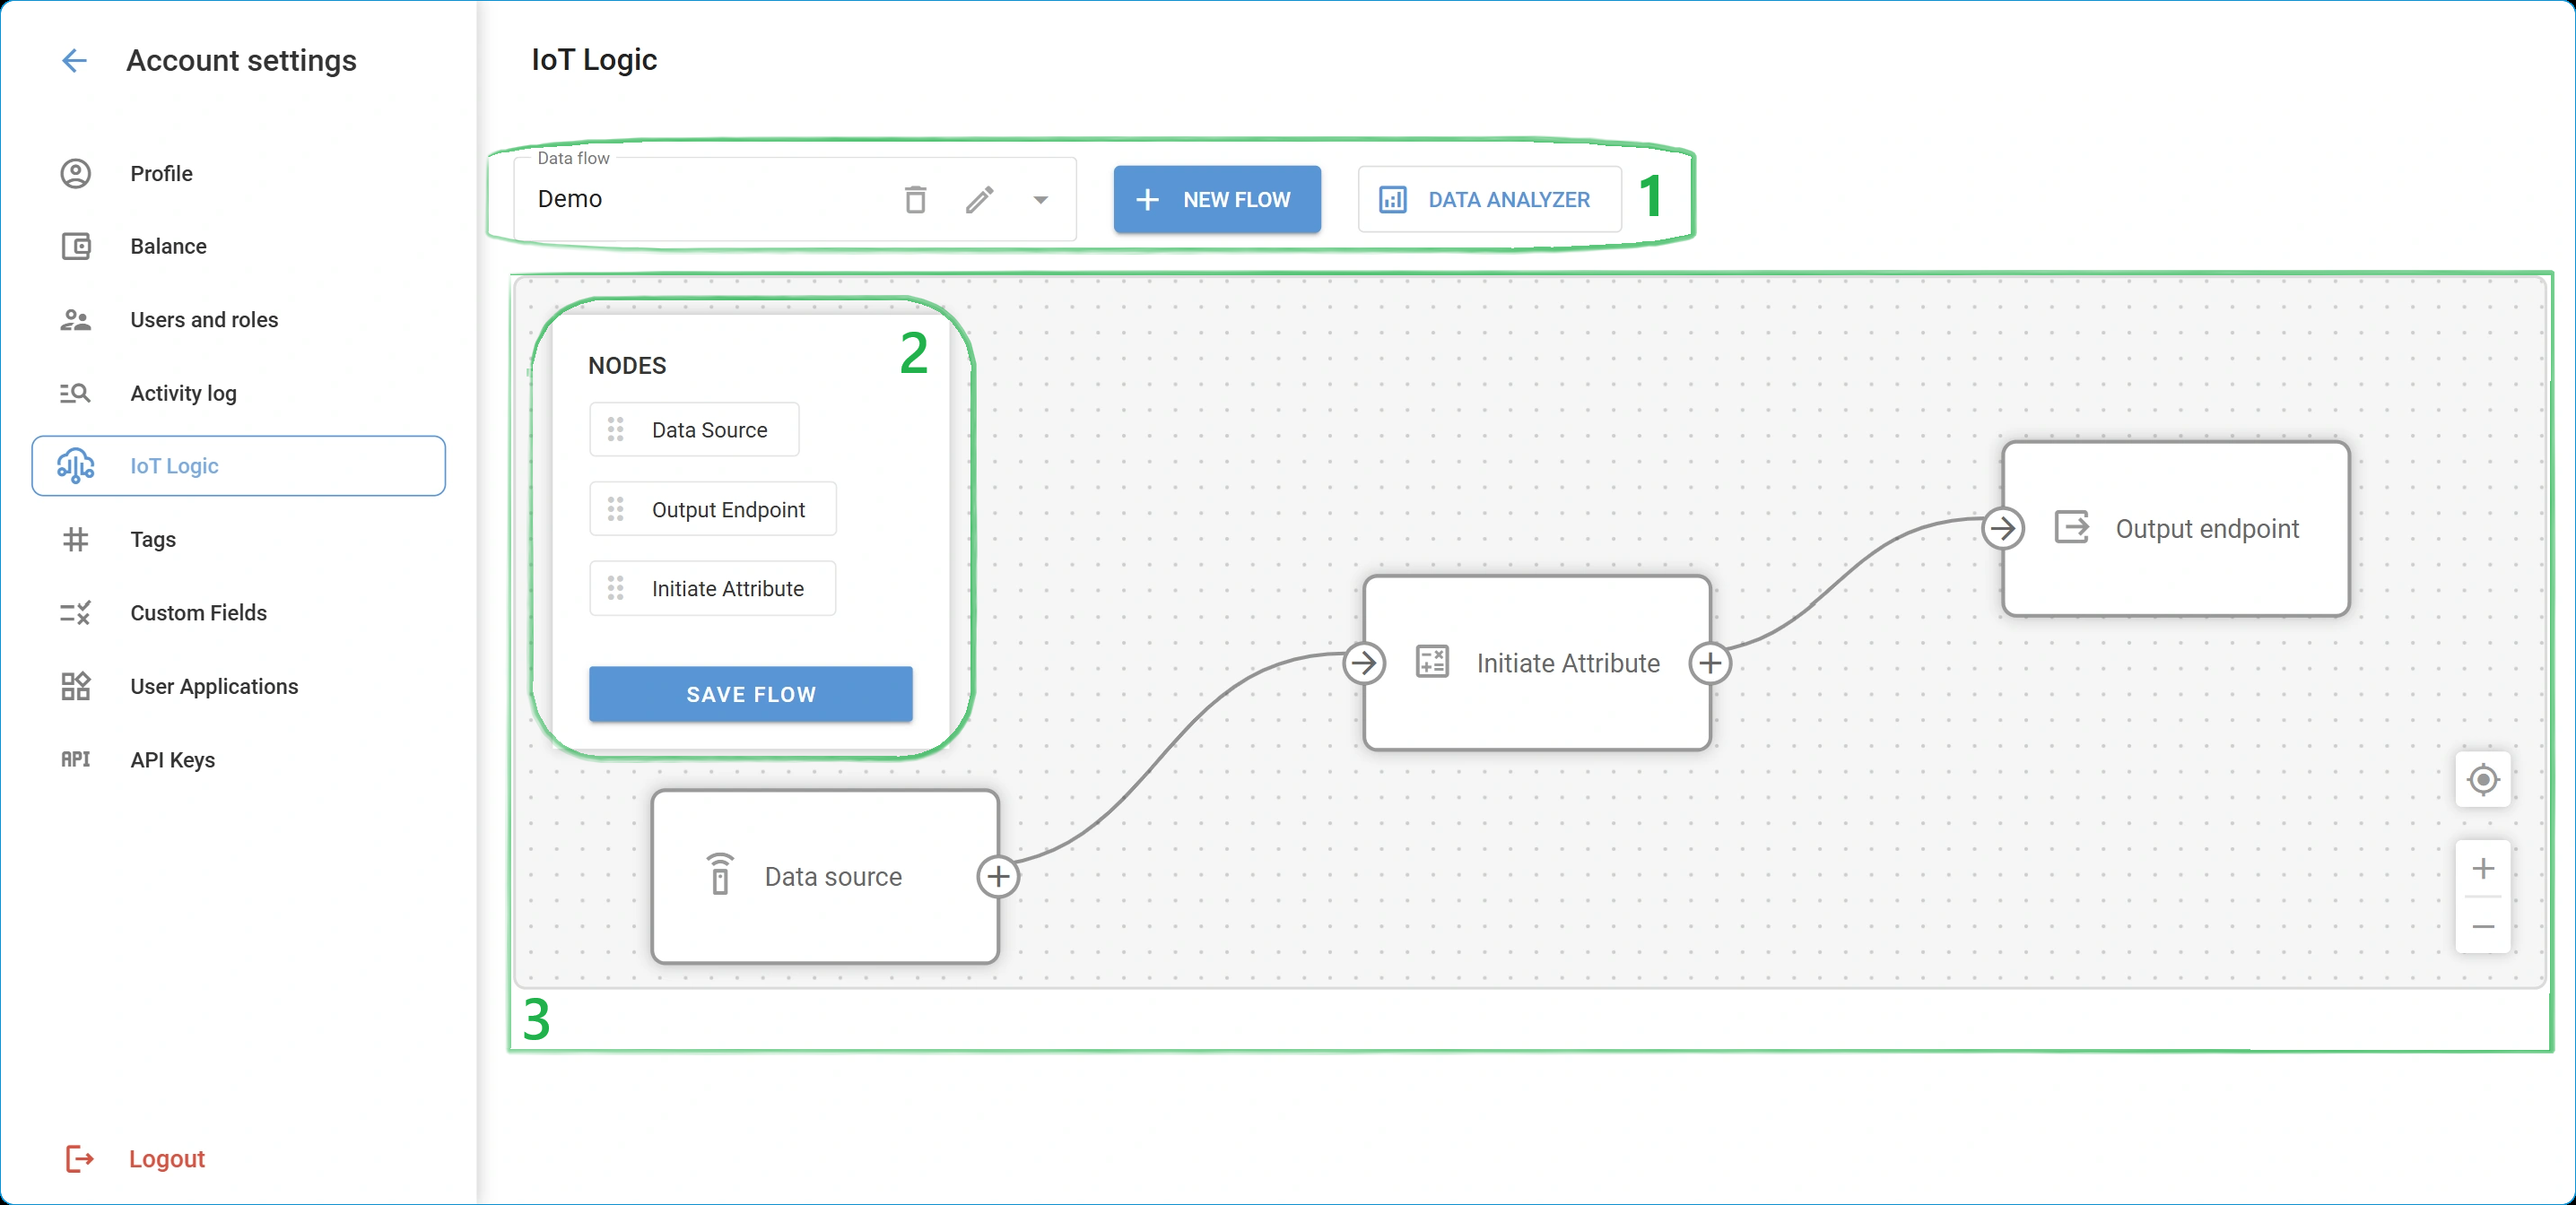 Account settings
Profile
Balance
Users and roles
Activity log
IoT Logic
Tags
Custom Fields
User Applications
API
API Keys
Logout
IoT Logic
Data flow
Demo
NEW FLOW
DATA ANALYZER
1
NODES
2
Data Source
Output Endpoint
Initiate Attribute
SAVE FLOW
Data source
Initiate Attribute
Output endpoint
3